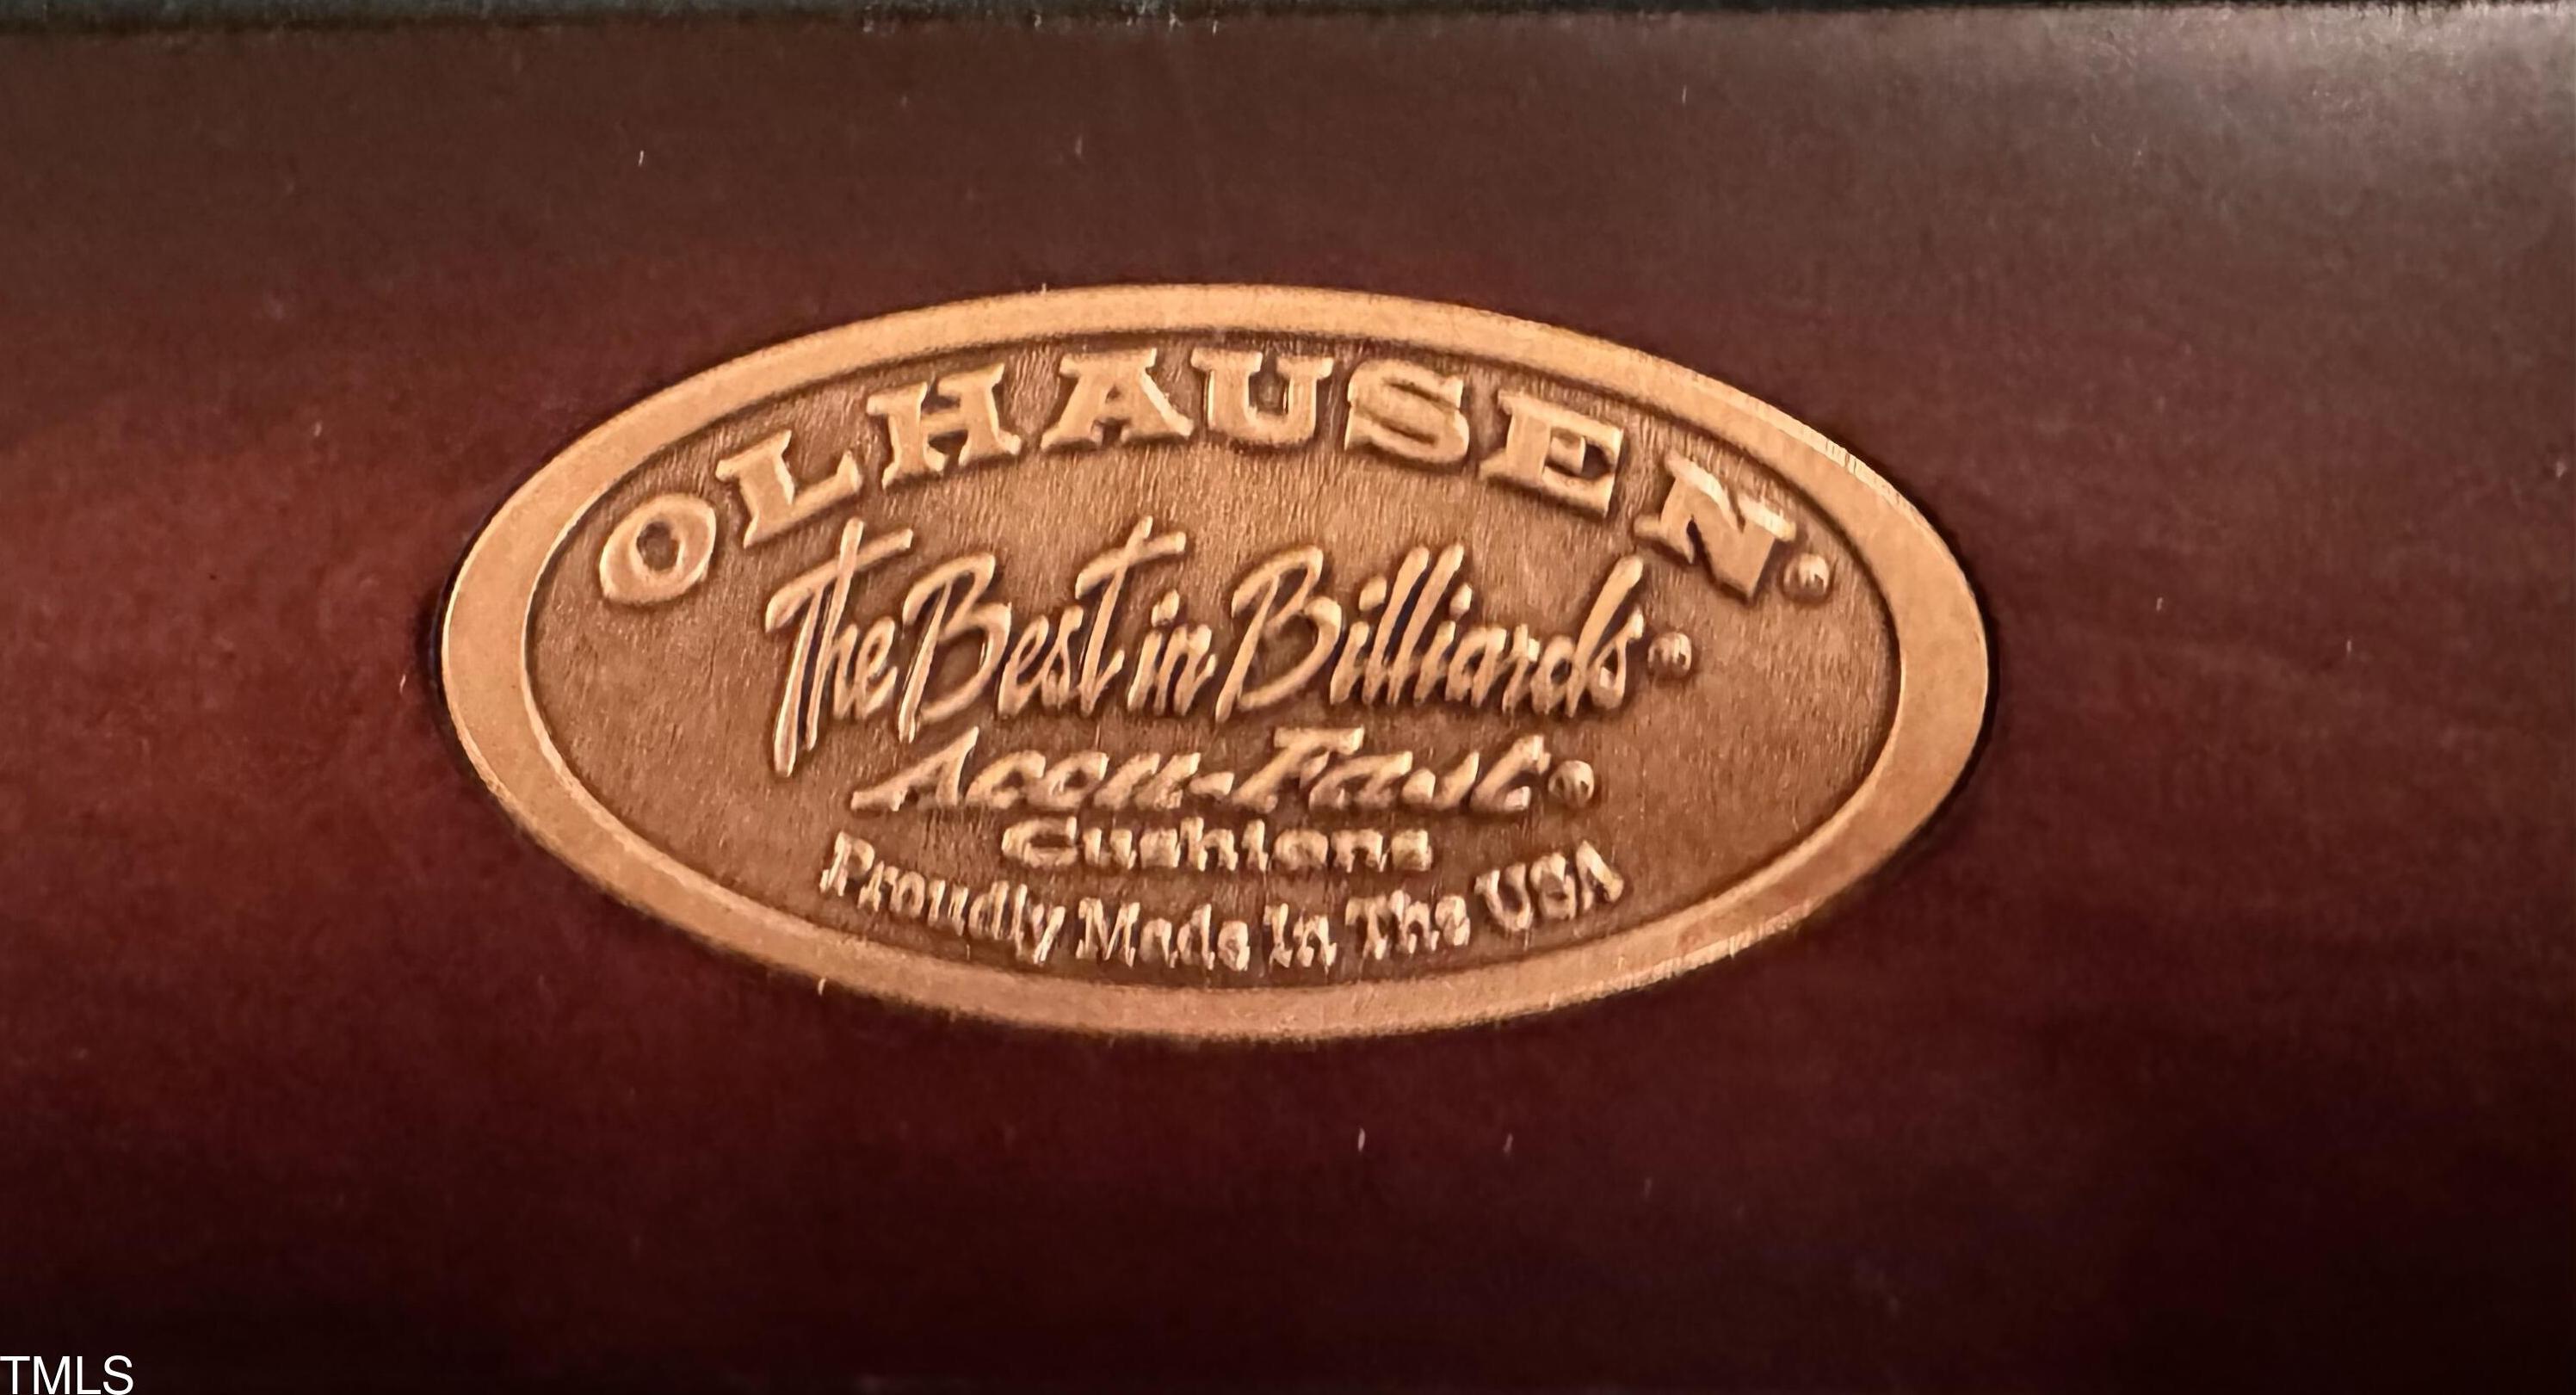 OLHAUSEN®
The Best in Billiards®
Accu-Fast®
Cushions
Proudly Made In The USA
TMLS